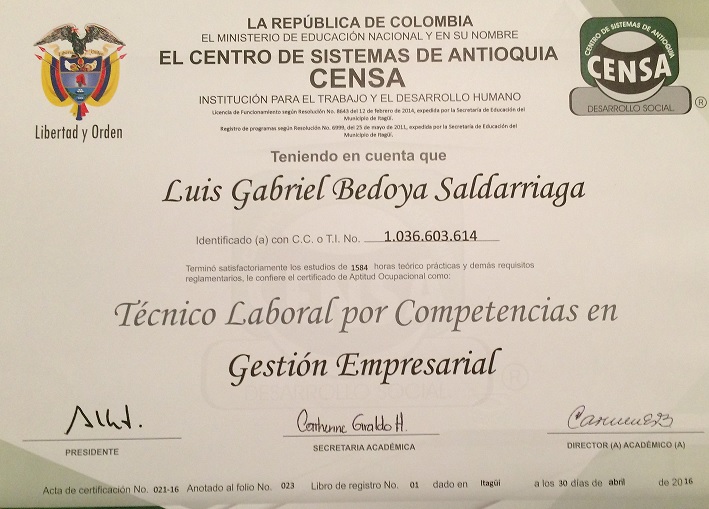 LA REPÚBLICA DE COLOMBIA
EL MINISTERIO DE EDUCACIÓN NACIONAL Y EN SU NOMBRE
EL CENTRO DE SISTEMAS DE ANTIOQUIA
CENSA
INSTITUCIÓN PARA EL TRABAJO Y EL DESARROLLO HUMANO
Licencia de Funcionamiento según Resolución No. 8643 del 12 de febrero de 2014, expedida por la Secretaría de Educación del
Municipio de Itagüí.
Registro de programas según Resolución No. 6999, del 25 de mayo de 2011, expedida por la Secretaría de Educación del
Municipio de Itagüí.
Libertad y Orden
CENTRO DE SISTEMAS DE ANTIOQUIA
CENSA
DESARROLLO SOCIAL
®
Teniendo en cuenta que
Luis Gabriel Bedoya Saldarriaga
Identificado (a) con C.C. o T.I. No. 1.036.603.614
Terminó satisfactoriamente los estudios de 1584 horas teórico prácticas y demás requisitos
reglamentarios, le confiere el certificado de Aptitud Ocupacional como:
Técnico Laboral por Competencias en
Gestión Empresarial
DESARROLLO SOCIAL ®
Catherine Giraldo H.
PRESIDENTE
SECRETARIA ACADÉMICA
DIRECTOR (A) ACADÉMICO (A)
Acta de certificación No. 021-16 Anotado al folio No. 023 Libro de registro No. 01 dado en Itagüí a los 30 días de abril de 2016